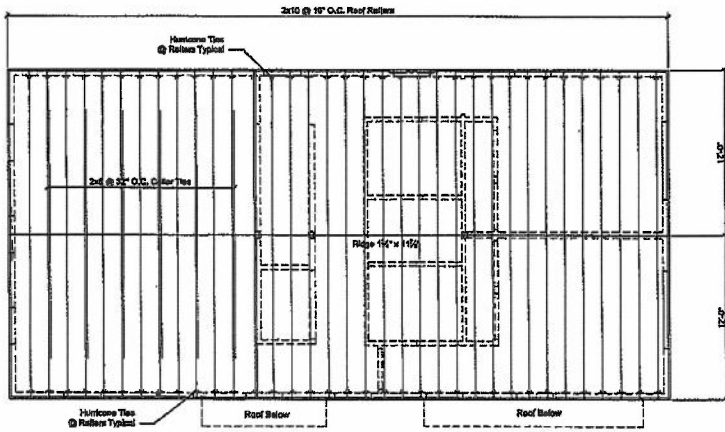 2x10 @ 16" O.C. Roof Rafters
Hurricane Ties
@ Rafters Typical
12'-0"
2x6 @ 32" O.C. Collar Ties
Ridge 1¾" x 11⅞"
12'-0"
Hurricane Ties
@ Rafters Typical
Roof Below
Roof Below